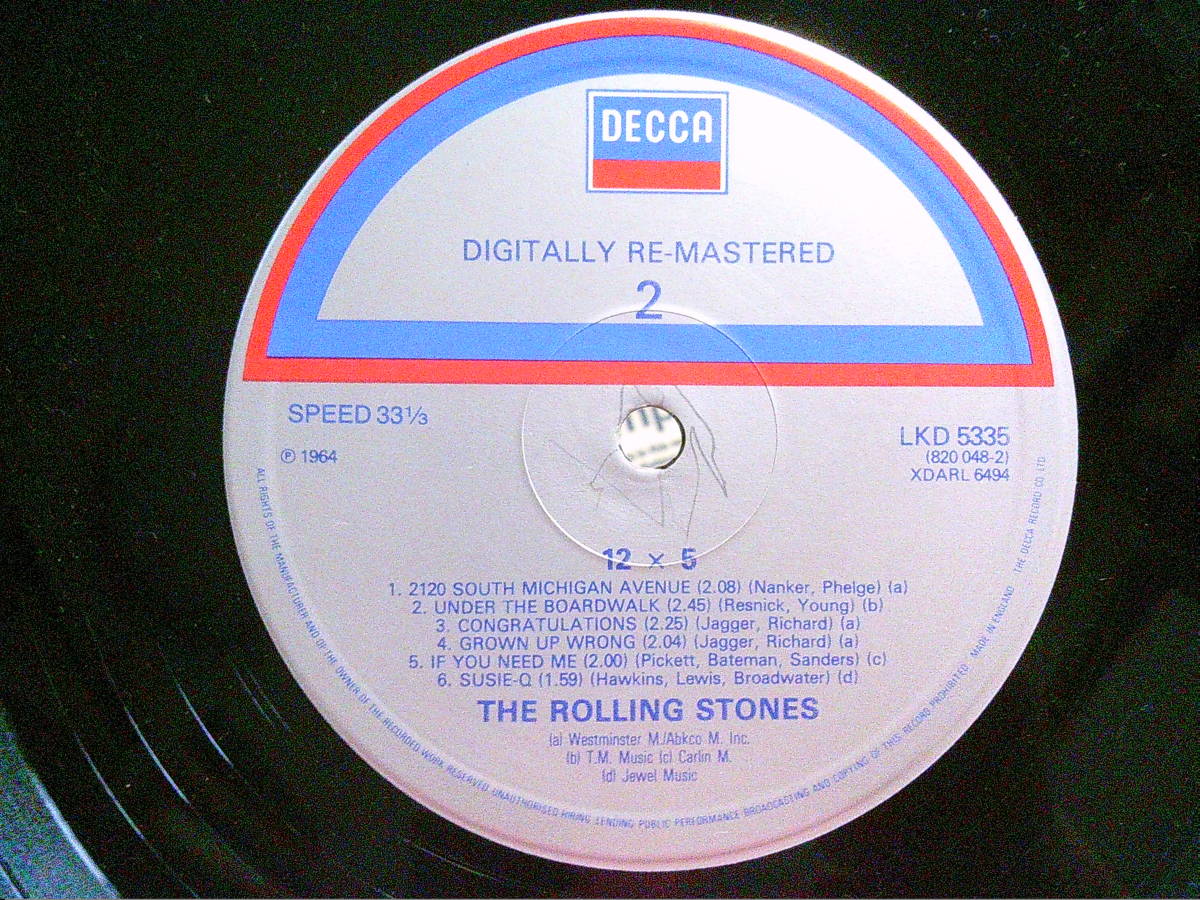 DECCA
DIGITALLY RE-MASTERED
2
SPEED 33⅓
℗ 1964
LKD 5335
(820 048-2)
XDARL 6494
12 × 5
1. 2120 SOUTH MICHIGAN AVENUE (2.08) (Nanker, Phelge) (a)
2. UNDER THE BOARDWALK (2.45) (Resnick, Young) (b)
3. CONGRATULATIONS (2.25) (Jagger, Richard) (a)
4. GROWN UP WRONG (2.04) (Jagger, Richard) (a)
5. IF YOU NEED ME (2.00) (Pickett, Bateman, Sanders) (c)
6. SUSIE-Q (1.59) (Hawkins, Lewis, Broadwater) (d)
THE ROLLING STONES
(a) Westminster M./Abkco M. Inc.
(b) T.M. Music (c) Carlin M.
(d) Jewel Music
ALL RIGHTS OF THE MANUFACTURER AND OF THE OWNER OF THE RECORDED WORK RESERVED. UNAUTHORISED HIRING LENDING PUBLIC PERFORMANCE BROADCASTING AND COPYING OF THIS RECORD PROHIBITED. MADE IN ENGLAND THE DECCA RECORD CO. LTD.